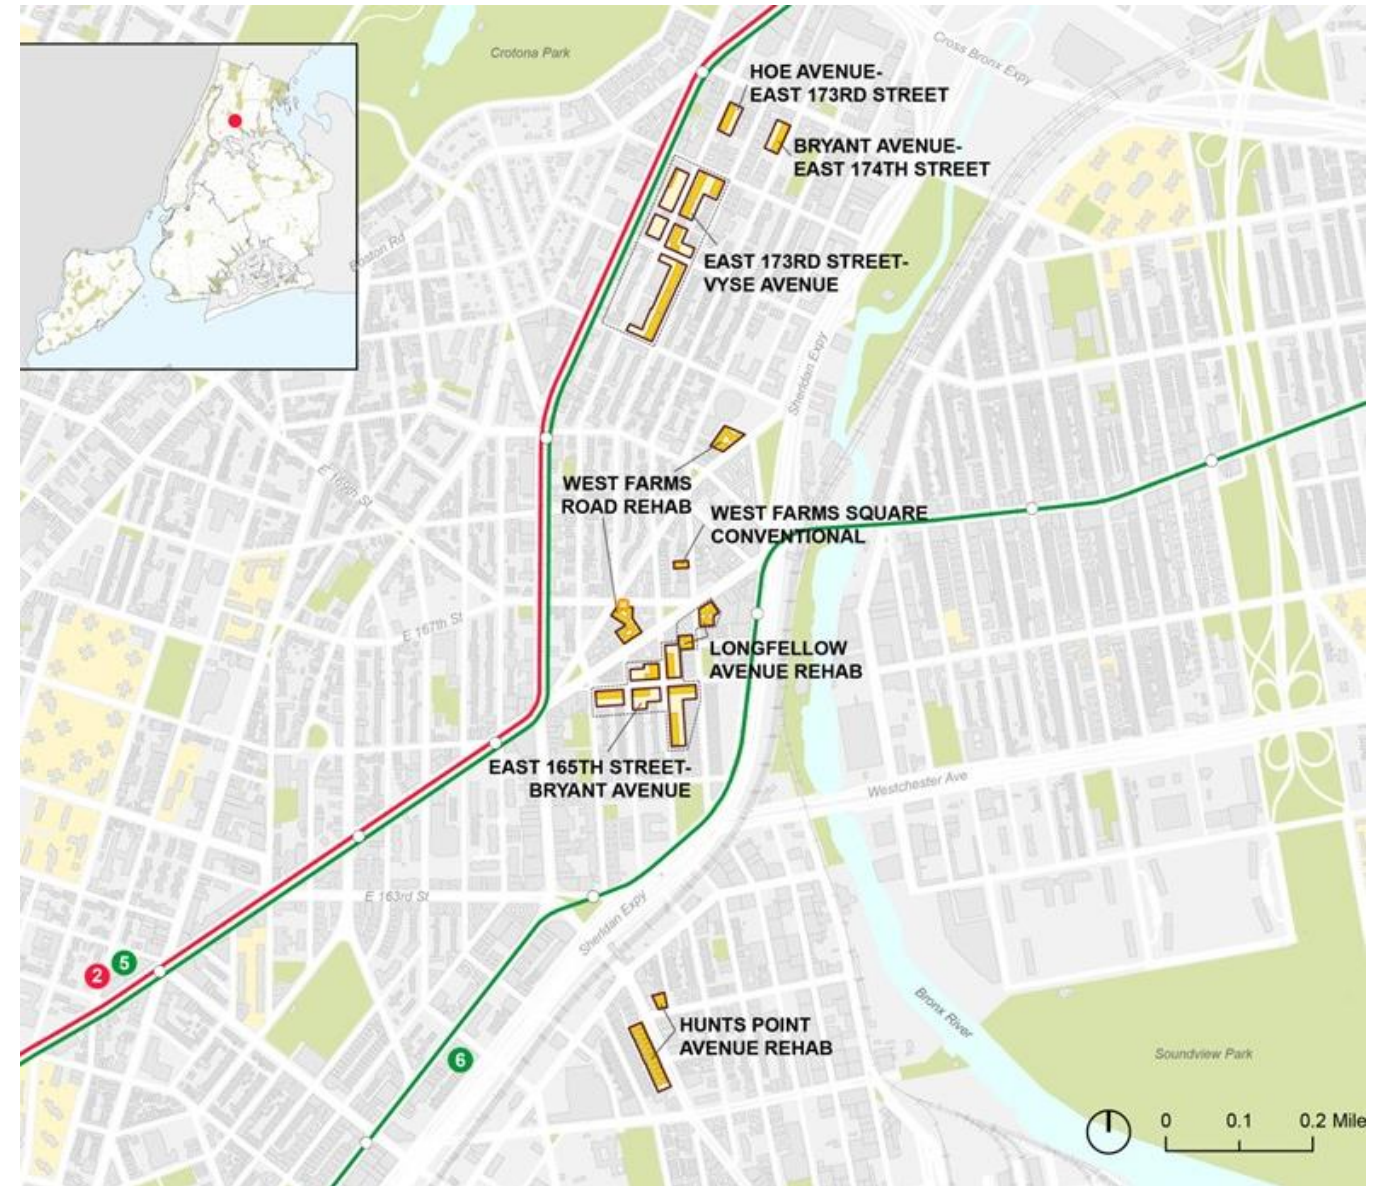 Crotona Park
Cross Bronx Expy
HOE AVENUE-
EAST 173RD STREET
BRYANT AVENUE-
EAST 174TH STREET
Boston Rd
EAST 173RD STREET-
VYSE AVENUE
Sheridan Expy
E 169th St
WEST FARMS
ROAD REHAB
WEST FARMS SQUARE
CONVENTIONAL
E 167th St
LONGFELLOW
AVENUE REHAB
EAST 165TH STREET-
BRYANT AVENUE
Westchester Ave
E 163rd St
Sheridan Expy
2
5
Bronx River
HUNTS POINT
AVENUE REHAB
6
Soundview Park
0 0.1 0.2 Mile